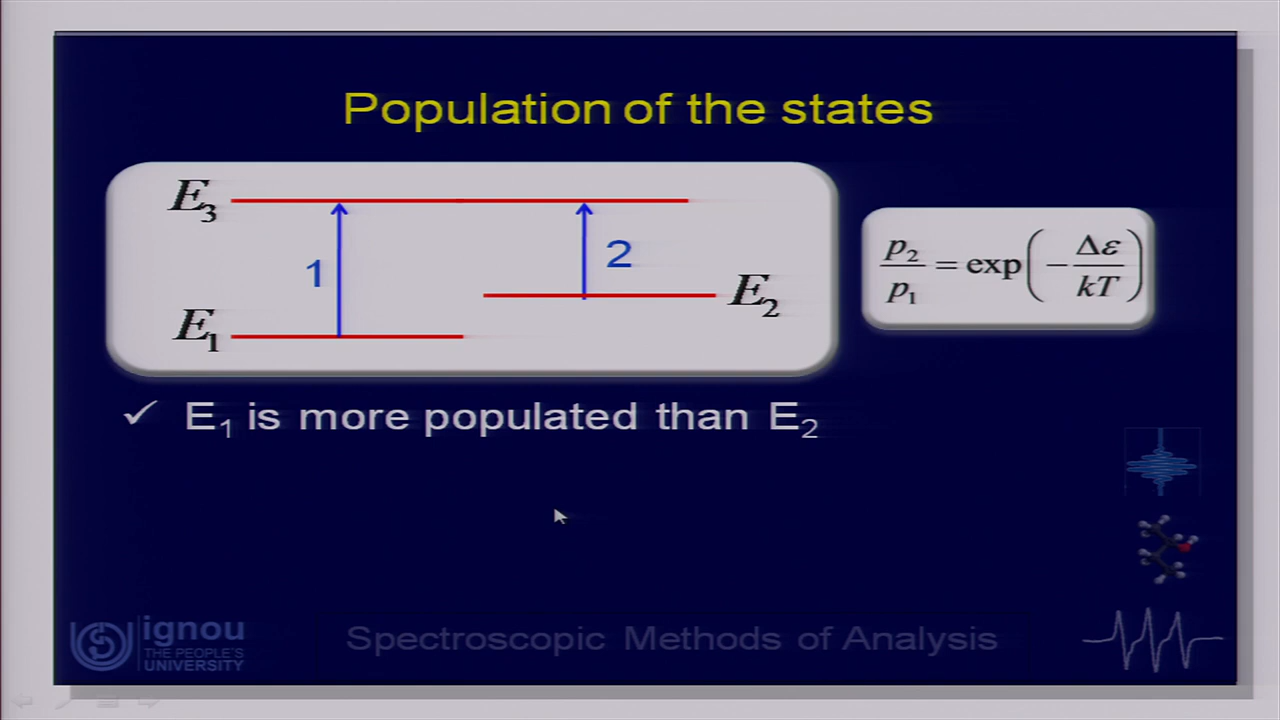 Population of the states
E3
1
2
E2
E1
p2/p1 = exp(−Δε/kT)
✓ E1 is more populated than E2
ignou
THE PEOPLE'S
UNIVERSITY
Spectroscopic Methods of Analysis